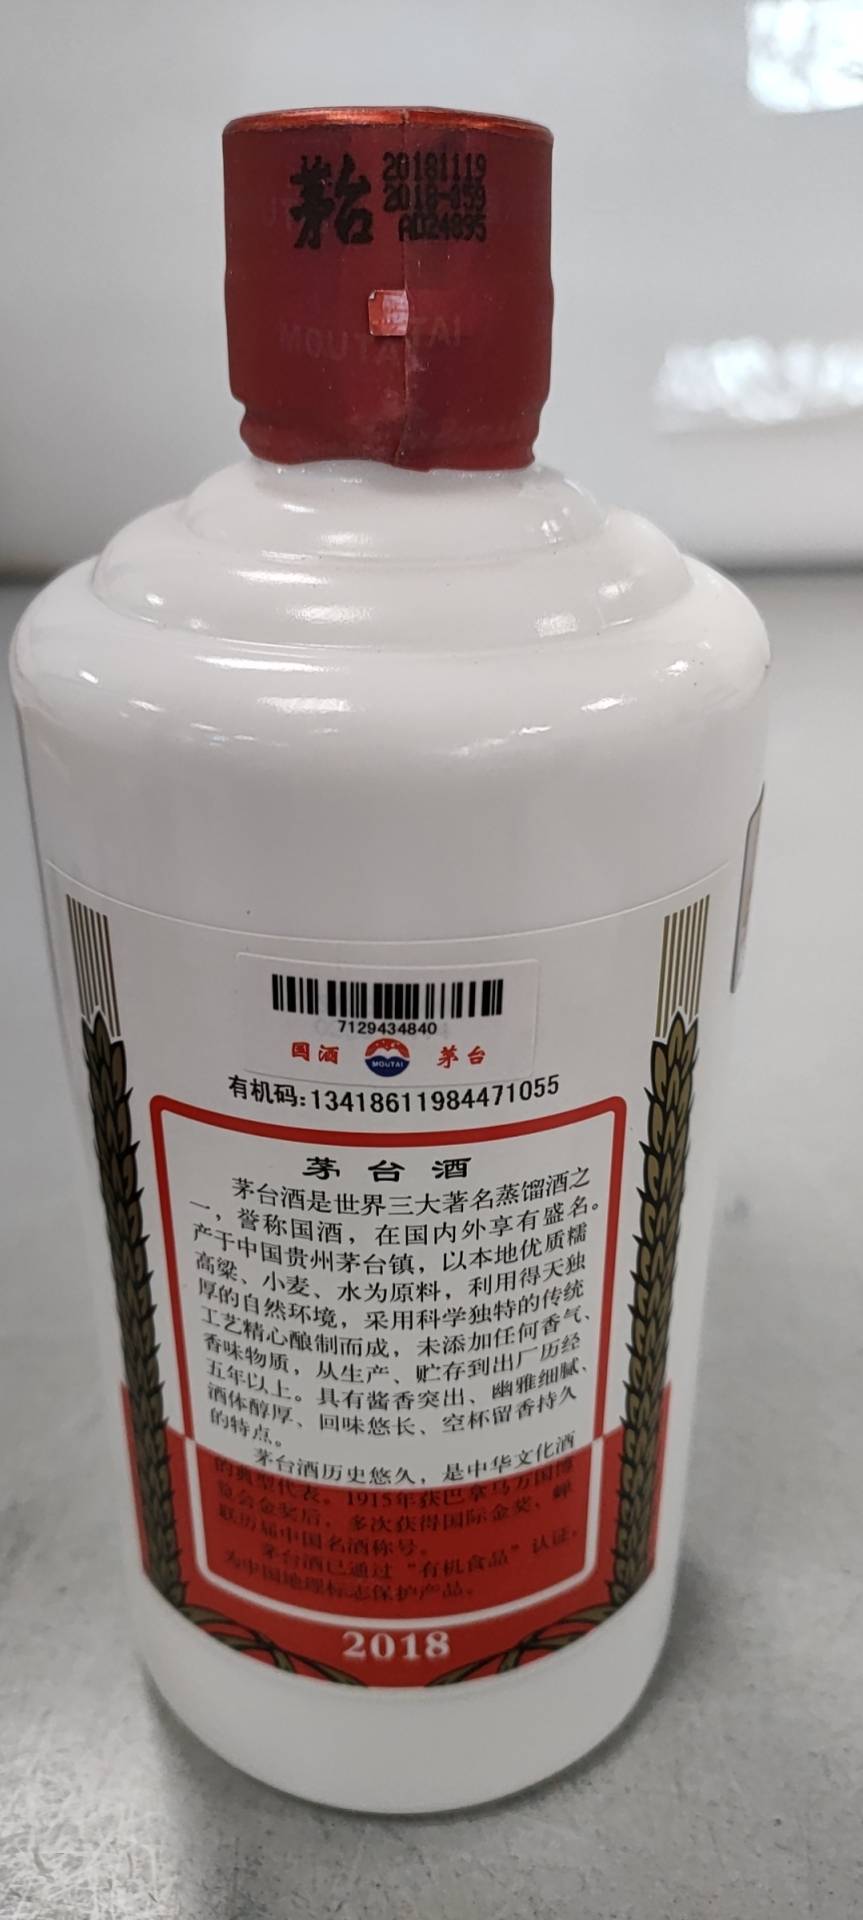 茅台
20181119
2018-059
AD24895
MOUTAI
7129434840
国酒 MOUTAI 茅台
有机码:13418611984471055
茅台酒
茅台酒是世界三大著名蒸馏酒之
一，誉称国酒，在国内外享有盛名。
产于中国贵州茅台镇，以本地优质糯
高粱、小麦、水为原料，利用得天独
厚的自然环境，采用科学独特的传统
工艺精心酿制而成，未添加任何香气、
香味物质，从生产、贮存到出厂历经
五年以上。具有酱香突出、幽雅细腻、
酒体醇厚、回味悠长、空杯留香持久
的特点。
茅台酒历史悠久，是中华文化酒
的典型代表。1915年获巴拿马万国博
览会金奖后，多次获得国际金奖，蝉
联历届中国名酒称号。
茅台酒已通过“有机食品”认证，
为中国地理标志保护产品。
2018